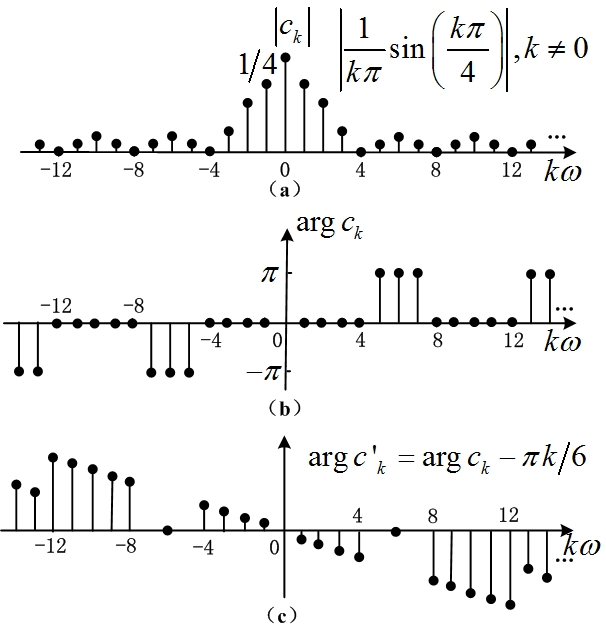 |c_k|
1/4
|1/(kπ) sin(kπ/4)|, k ≠ 0
...
-12 -8 -4 0 4 8 12 kω
(a)
arg c_k
π
-12 -8 ...
-4 0 4 8 12 kω
-π
(b)
arg c'_k = arg c_k - πk/6
4 8 12
-12 -8 -4 0 ... kω
(c)